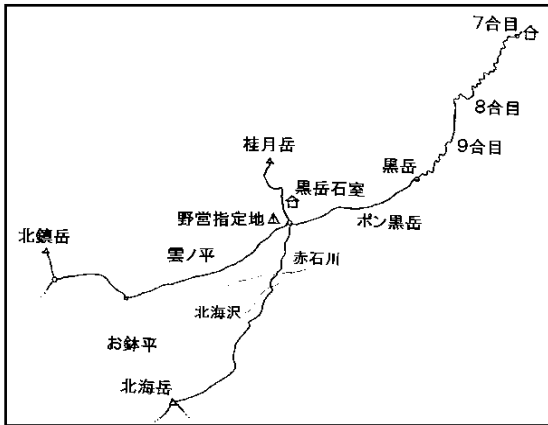 7合目
8合目
9合目
桂月岳
黒岳
黒岳石室
野営指定地
ポン黒岳
北鎮岳
雲ノ平
赤石川
北海沢
お鉢平
北海岳